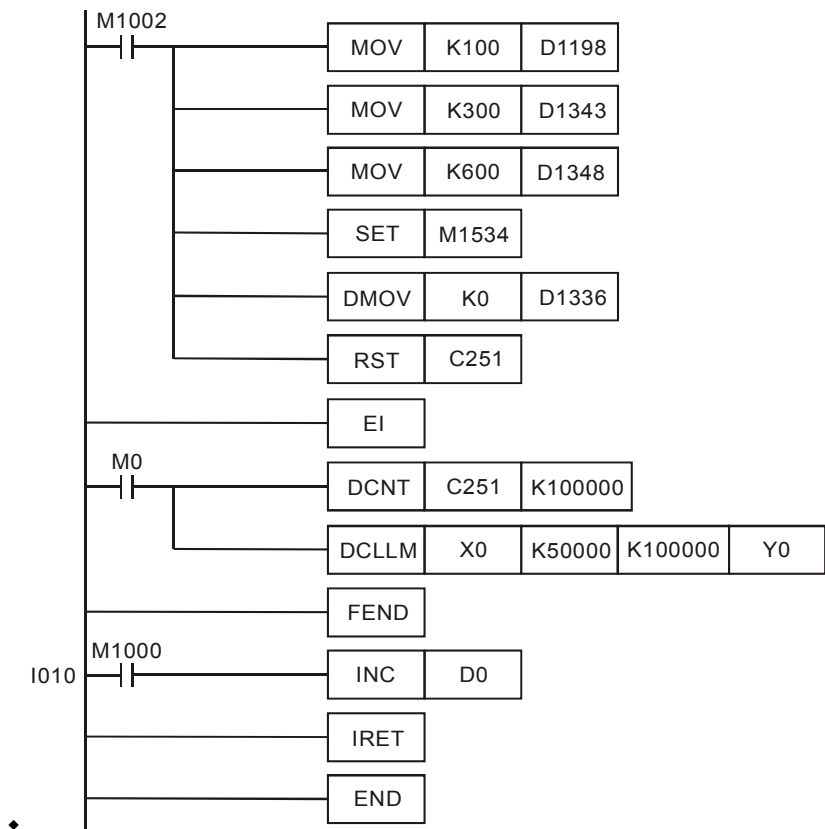 M1002
MOV K100 D1198
MOV K300 D1343
MOV K600 D1348
SET M1534
DMOV K0 D1336
RST C251
EI
M0
DCNT C251 K100000
DCLLM X0 K50000 K100000 Y0
FEND
M1000
I010 INC D0
IRET
END